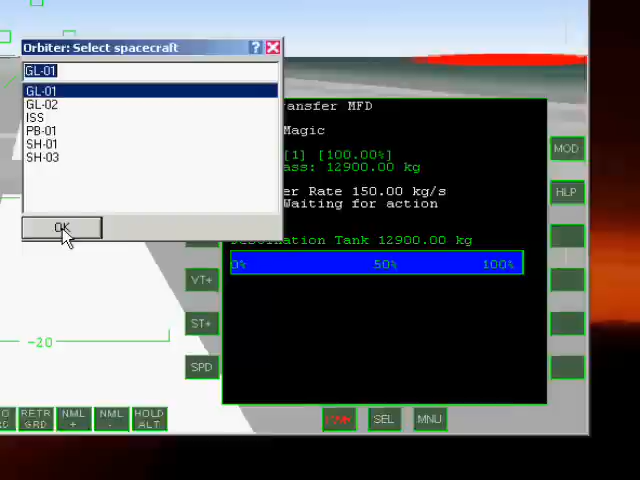 Orbiter: Select spacecraft
GL-01
GL-01
GL-02
ISS
PB-01
SH-01
SH-03
OK
ansfer MFD
Magic
[1] [100.00%]
ass: 12900.00 kg
er Rate 150.00 kg/s
Waiting for action
Destination Tank 12900.00 kg
0% 50% 100%
MOD
HLP
VT+
ST+
SPD
-20
RETR GRD
NML +
NML -
HOLD ALT
SEL
MNU